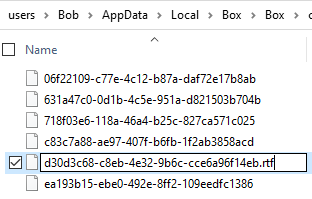 users > Bob > AppData > Local > Box > Box >
Name
06f22109-c77e-4c12-b87a-daf72e17b8ab
631a47c0-0d1b-4c5e-951a-d821503b704b
718f03e6-118a-46a4-b25c-827ca571c025
c83c7a88-ae97-407f-b6fb-1f2ab3858acd
d30d3c68-c8eb-4e32-9b6c-cce6a96f14eb.rtf
ea193b15-ebe0-492e-8ff2-109eedfc1386